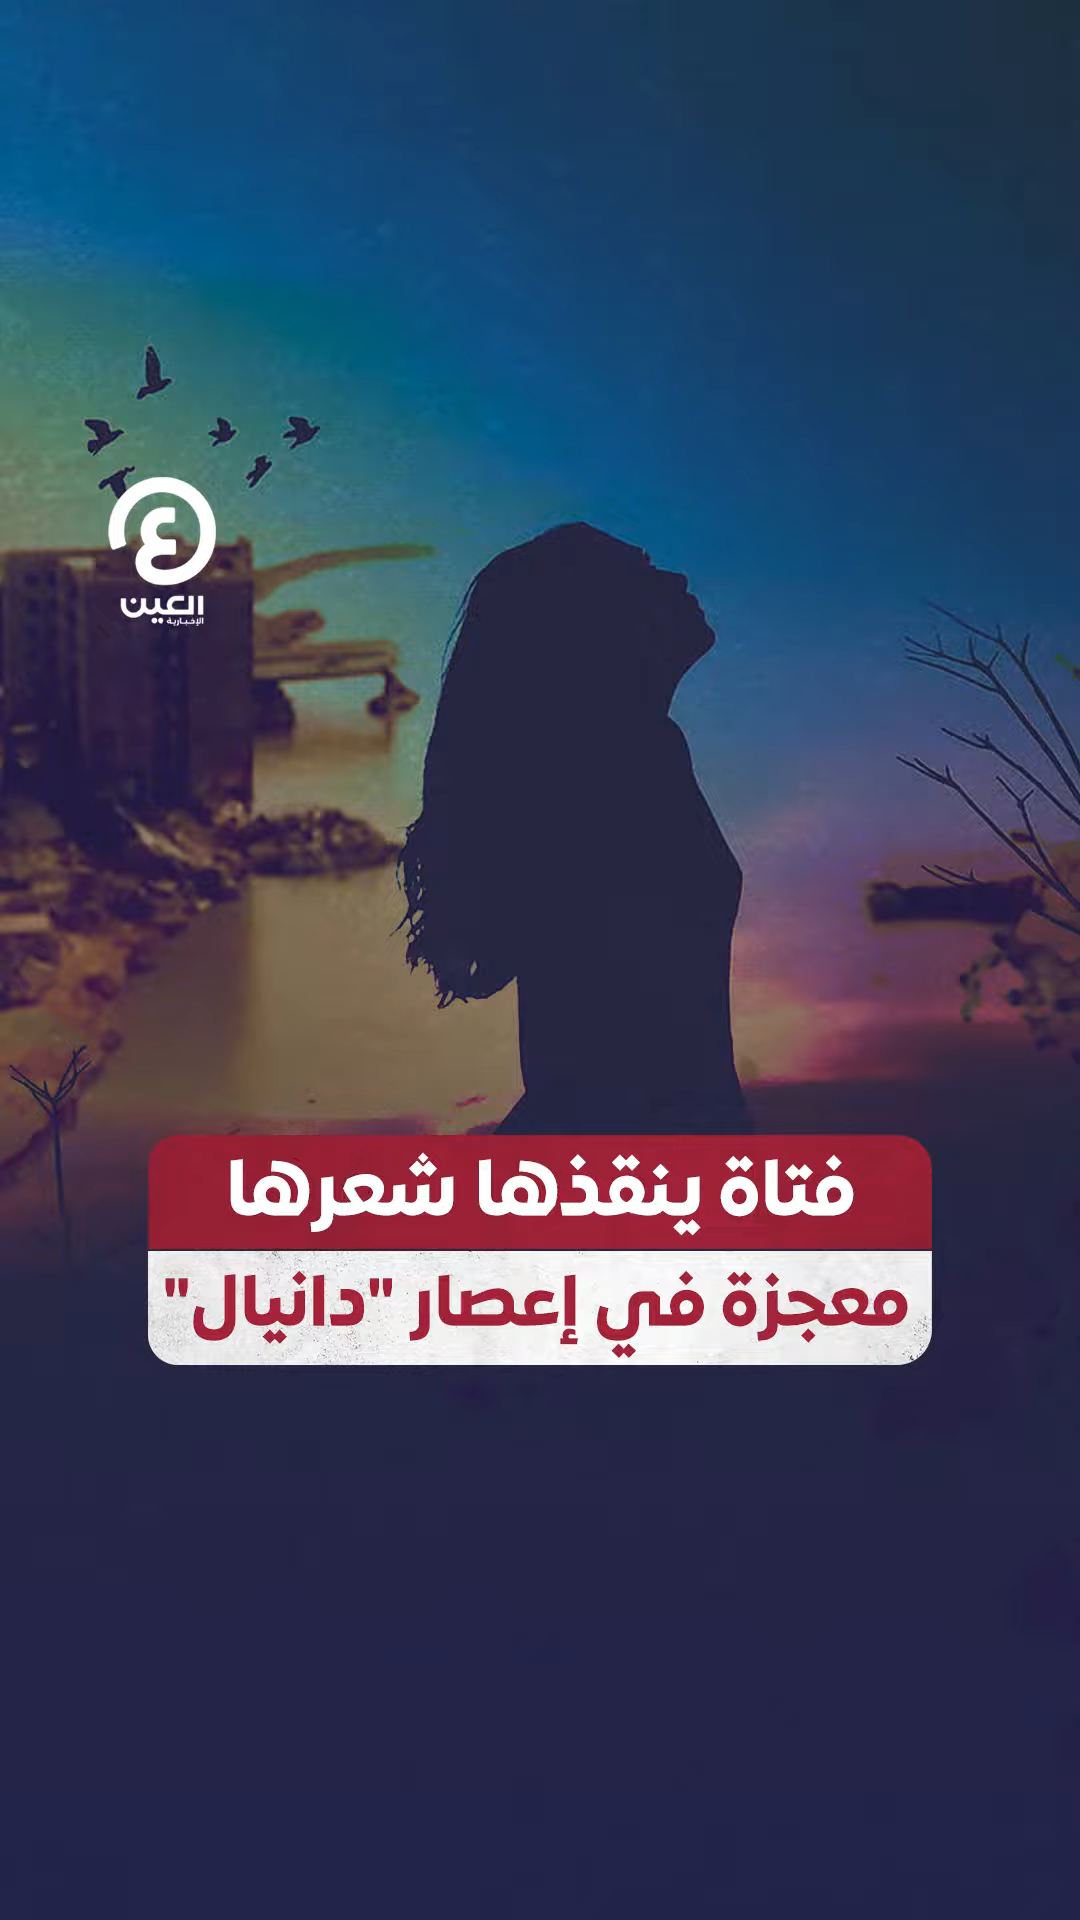 العين
الإخبارية
فتاة ينقذها شعرها
معجزة في إعصار "دانيال"